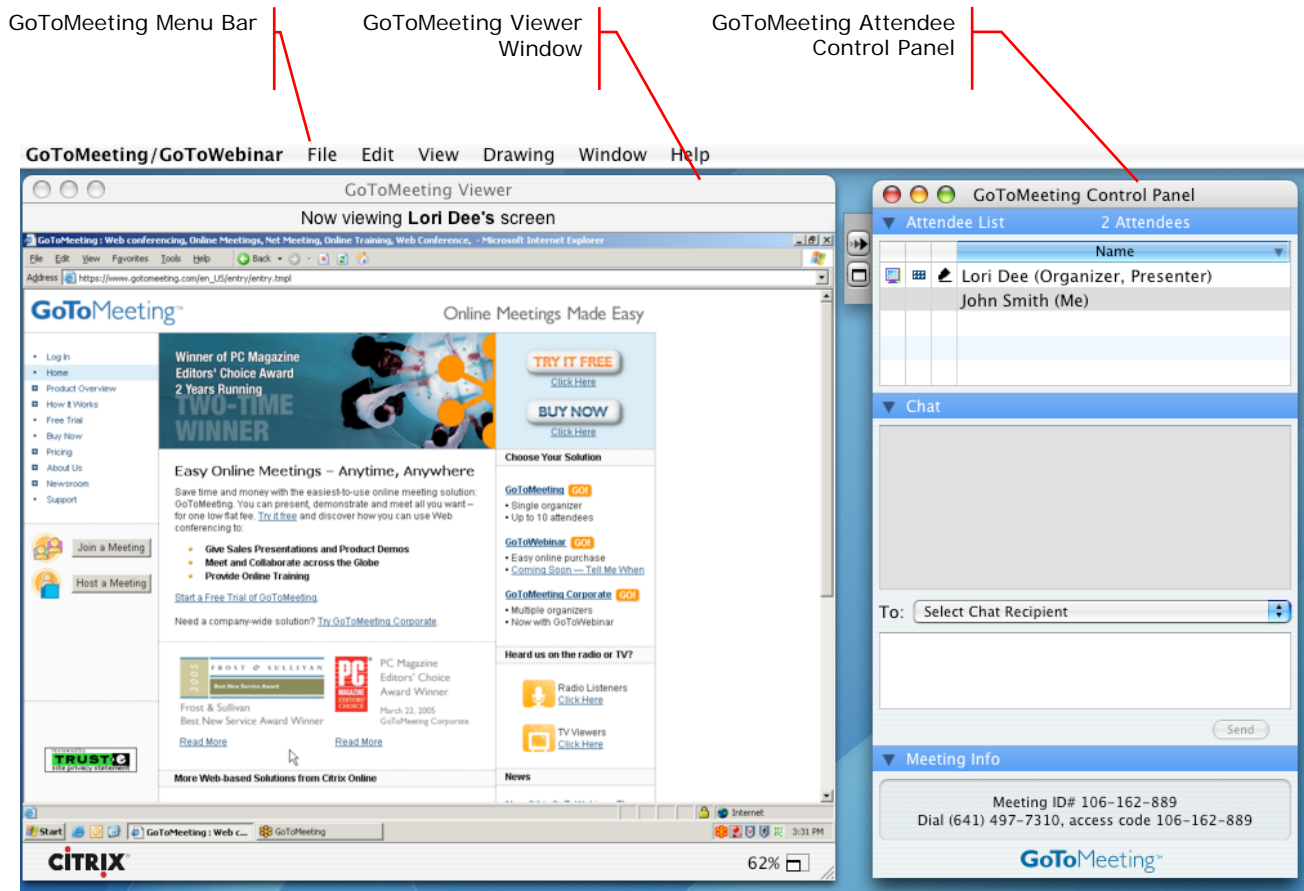 GoToMeeting Menu Bar
GoToMeeting Viewer
Window
GoToMeeting Attendee
Control Panel
GoToMeeting/GoToWebinar File Edit View Drawing Window Help
GoToMeeting Viewer
Now viewing Lori Dee's screen
GoToMeeting : Web conferencing, Online Meetings, Net Meeting, Online Training, Web Conference, - Microsoft Internet Explorer
File Edit View Favorites Tools Help Back
Address https://www.gotomeeting.com/en_US/entry/entry.tmpl
GoToMeeting™
Online Meetings Made Easy
Log In
Home
Product Overview
How It Works
Free Trial
Buy Now
Pricing
About Us
Newsroom
Support
Join a Meeting
Host a Meeting
TRUSTe
site privacy statement
Winner of PC Magazine
Editors' Choice Award
2 Years Running
TWO-TIME
WINNER
Easy Online Meetings – Anytime, Anywhere
Save time and money with the easiest-to-use online meeting solution:
GoToMeeting. You can present, demonstrate and meet all you want –
for one low flat fee. Try it free and discover how you can use Web
conferencing to:
• Give Sales Presentations and Product Demos
• Meet and Collaborate across the Globe
• Provide Online Training
Start a Free Trial of GoToMeeting.
Need a company-wide solution? Try GoToMeeting Corporate.
2005
FROST & SULLIVAN
Best New Service Award
Frost & Sullivan
Best New Service Award Winner
Read More
PC
MAGAZINE
EDITORS'
CHOICE
PC Magazine
Editors' Choice
Award Winner
March 22, 2005
GoToMeeting Corporate
Read More
More Web-based Solutions from Citrix Online
TRY IT FREE
Click Here
BUY NOW
Click Here
Choose Your Solution
GoToMeeting GO!
• Single organizer
• Up to 10 attendees
GoToWebinar GO!
• Easy online purchase
• Coming Soon — Tell Me When
GoToMeeting Corporate GO!
• Multiple organizers
• Now with GoToWebinar
Heard us on the radio or TV?
Radio Listeners
Click Here
TV Viewers
Click Here
News
Internet
Start GoToMeeting : Web c... GoToMeeting 3:31 PM
CITRIX®
62%
GoToMeeting Control Panel
Attendee List 2 Attendees
Name
Lori Dee (Organizer, Presenter)
John Smith (Me)
Chat
To: Select Chat Recipient
Send
Meeting Info
Meeting ID# 106-162-889
Dial (641) 497-7310, access code 106-162-889
GoToMeeting™